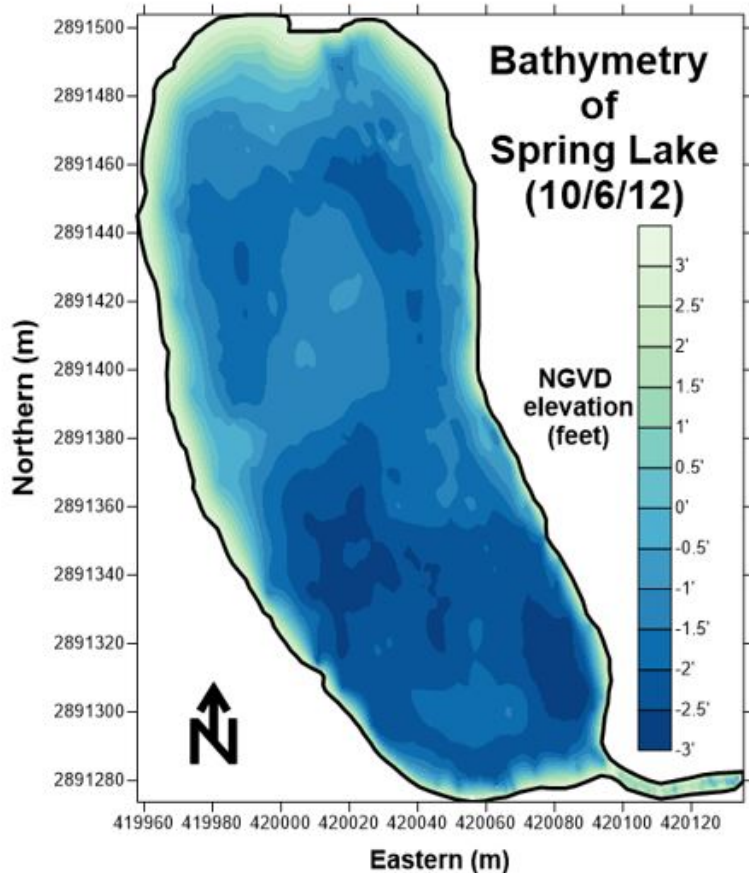 Bathymetry
of
Spring Lake
(10/6/12)
NGVD
elevation
(feet)
3'
2.5'
2'
1.5'
1'
0.5'
0'
-0.5'
-1'
-1.5'
-2'
-2.5'
-3'
Northern (m)
2891500
2891480
2891460
2891440
2891420
2891400
2891380
2891360
2891340
2891320
2891300
2891280
N
419960 419980 420000 420020 420040 420060 420080 420100 420120
Eastern (m)